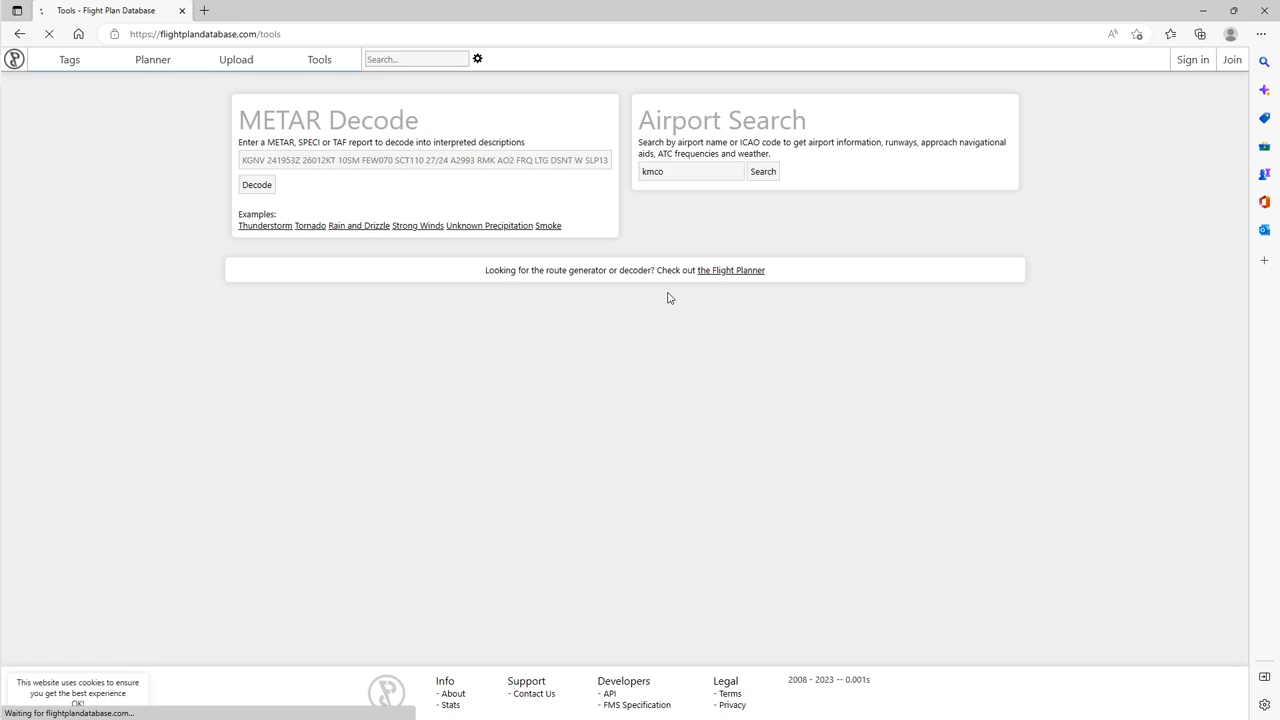 Tools - Flight Plan Database
https://flightplandatabase.com/tools
Tags Planner Upload Tools Search... Sign in Join
METAR Decode
Enter a METAR, SPECI or TAF report to decode into interpreted descriptions
KGNV 241953Z 26012KT 10SM FEW070 SCT110 27/24 A2993 RMK AO2 FRQ LTG DSNT W SLP13
Decode
Examples:
Thunderstorm Tornado Rain and Drizzle Strong Winds Unknown Precipitation Smoke
Airport Search
Search by airport name or ICAO code to get airport information, runways, approach navigational
aids, ATC frequencies and weather.
kmco Search
Looking for the route generator or decoder? Check out the Flight Planner
This website uses cookies to ensure
you get the best experience
OK!
Waiting for flightplandatabase.com...
Info
- About
- Stats
Support
- Contact Us
Developers
- API
- FMS Specification
Legal
- Terms
- Privacy
2008 - 2023 -- 0.001s